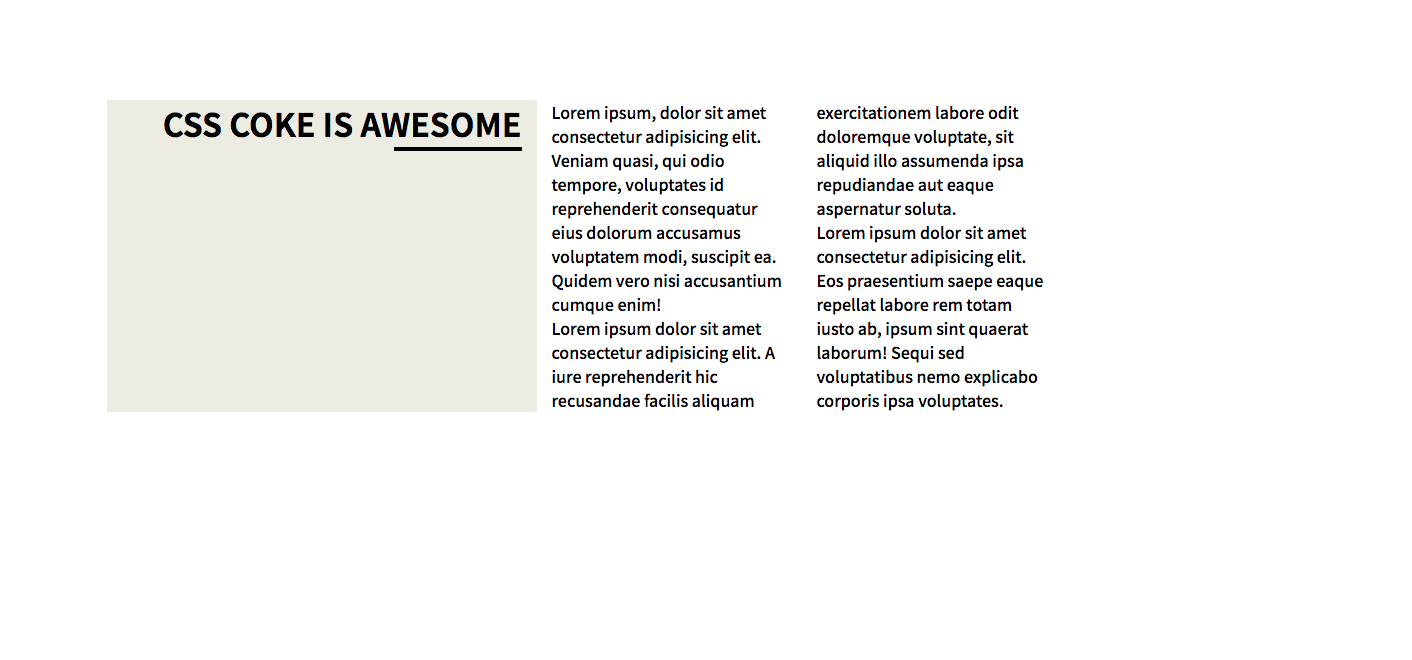 CSS COKE IS AWESOME
Lorem ipsum, dolor sit amet
consectetur adipisicing elit.
Veniam quasi, qui odio
tempore, voluptates id
reprehenderit consequatur
eius dolorum accusamus
voluptatem modi, suscipit ea.
Quidem vero nisi accusantium
cumque enim!
Lorem ipsum dolor sit amet
consectetur adipisicing elit. A
iure reprehenderit hic
recusandae facilis aliquam
exercitationem labore odit
doloremque voluptate, sit
aliquid illo assumenda ipsa
repudiandae aut eaque
aspernatur soluta.
Lorem ipsum dolor sit amet
consectetur adipisicing elit.
Eos praesentium saepe eaque
repellat labore rem totam
iusto ab, ipsum sint quaerat
laborum! Sequi sed
voluptatibus nemo explicabo
corporis ipsa voluptates.